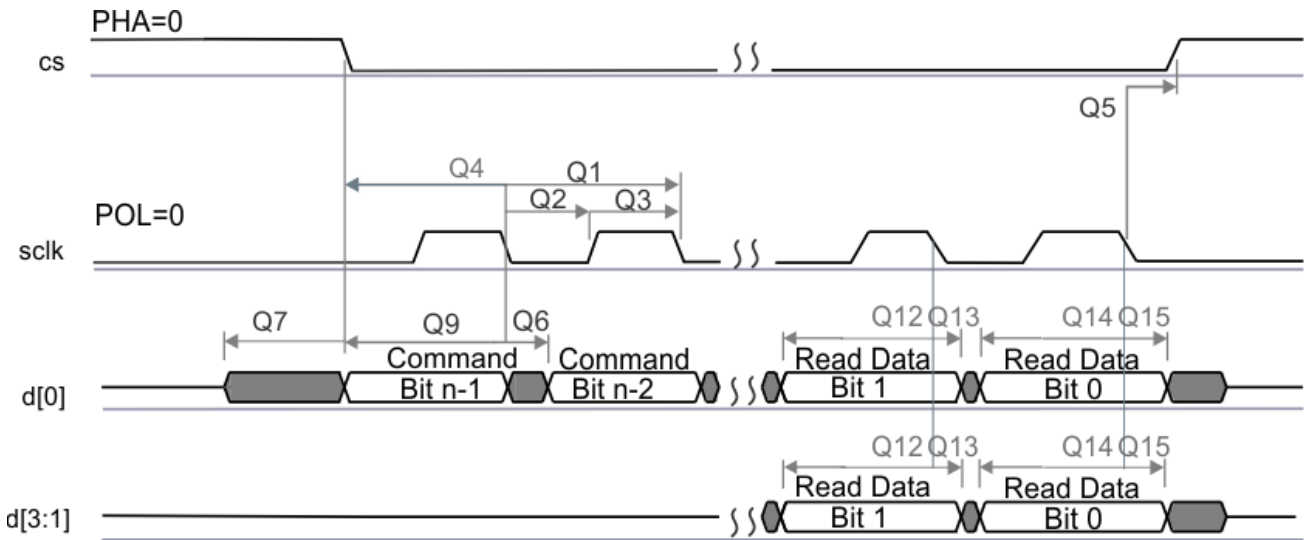 PHA=0
cs
Q5
Q4 Q1
Q2 Q3
POL=0
sclk
Q7 Q9 Q6 Q12 Q13 Q14 Q15
Command Command Read Data Read Data
d[0] Bit n-1 Bit n-2 Bit 1 Bit 0
Q12 Q13 Q14 Q15
Read Data Read Data
d[3:1] Bit 1 Bit 0